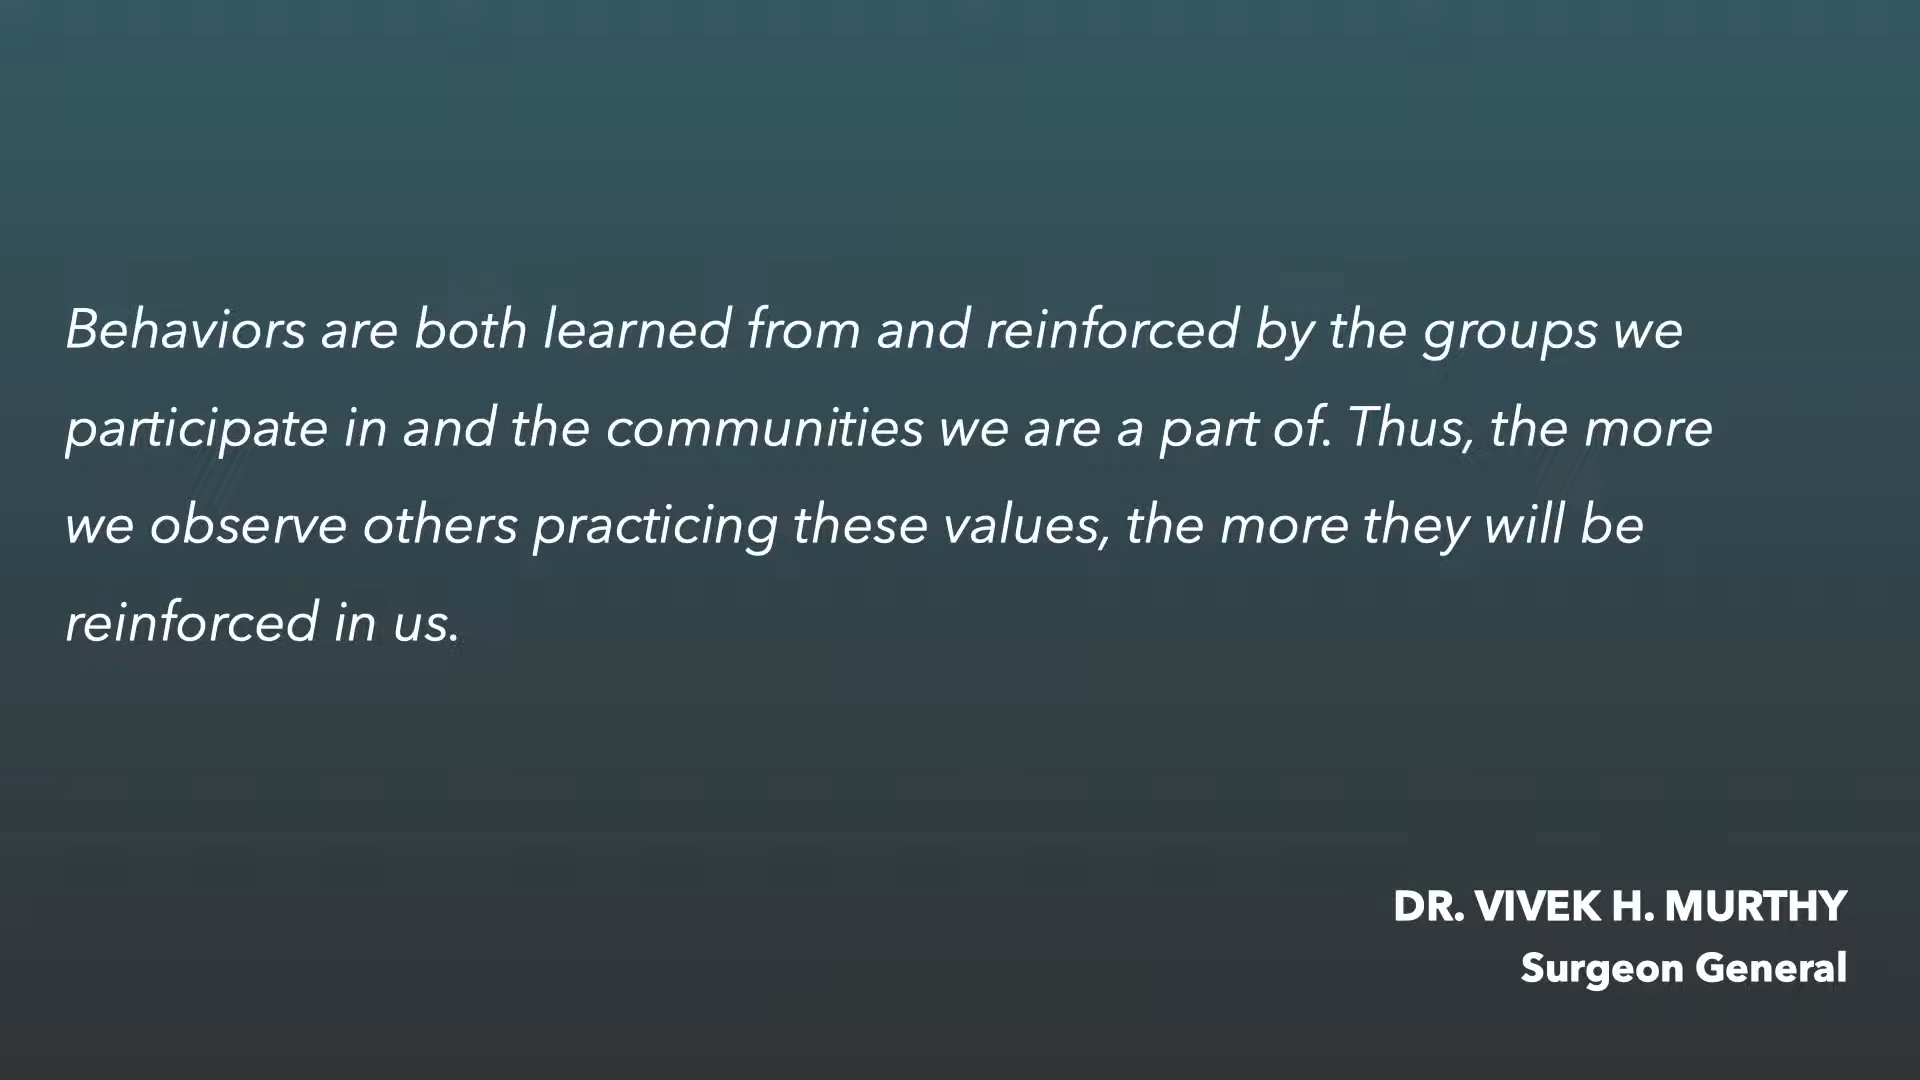 Behaviors are both learned from and reinforced by the groups we
participate in and the communities we are a part of. Thus, the more
we observe others practicing these values, the more they will be
reinforced in us.
DR. VIVEK H. MURTHY
Surgeon General